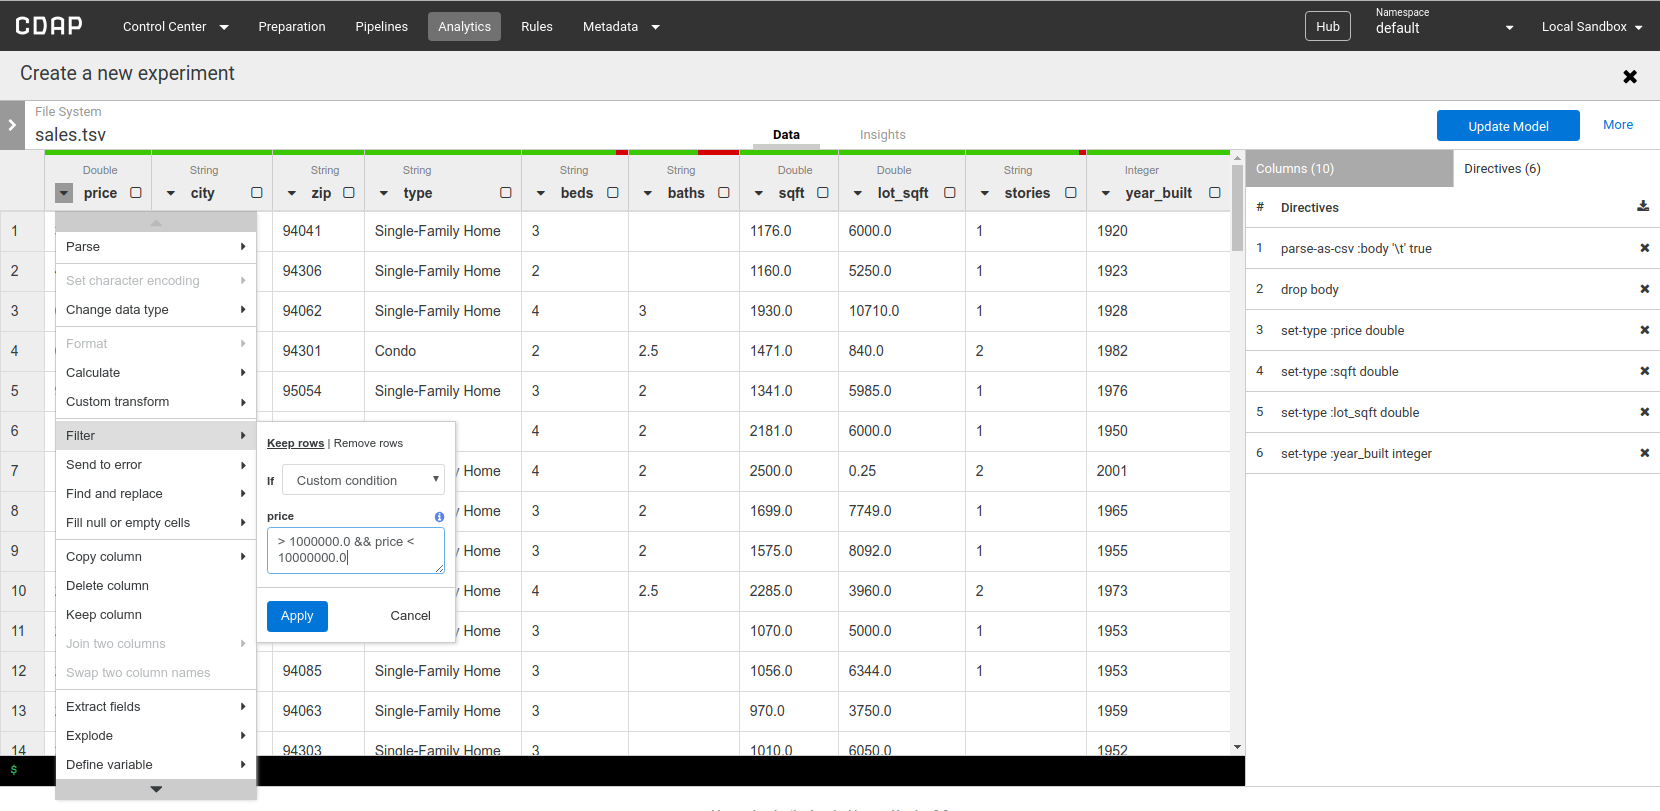 CDAP Control Center Preparation Pipelines Analytics Rules Metadata Hub Namespace default Local Sandbox
Create a new experiment
File System
sales.tsv
Data Insights Update Model More
Double String String String String String Double Double String Integer
price city zip type beds baths sqft lot_sqft stories year_built
1 94041 Single-Family Home 3 1176.0 6000.0 1 1920
2 94306 Single-Family Home 2 1160.0 5250.0 1 1923
3 94062 Single-Family Home 4 3 1930.0 10710.0 1 1928
4 94301 Condo 2 2.5 1471.0 840.0 2 1982
5 95054 Single-Family Home 3 2 1341.0 5985.0 1 1976
6 4 2 2181.0 6000.0 1 1950
7 Home 4 2 2500.0 0.25 2 2001
8 Home 3 2 1699.0 7749.0 1 1965
9 Home 3 2 1575.0 8092.0 1 1955
10 Home 4 2.5 2285.0 3960.0 2 1973
11 Home 3 1070.0 5000.0 1 1953
12 94085 Single-Family Home 3 1056.0 6344.0 1 1953
13 94063 Single-Family Home 3 970.0 3750.0 1959
14 94303 Single-Family Home 3 1010.0 6050.0 1952
$
Parse
Set character encoding
Change data type
Format
Calculate
Custom transform
Filter
Send to error
Find and replace
Fill null or empty cells
Copy column
Delete column
Keep column
Join two columns
Swap two column names
Extract fields
Explode
Define variable
Keep rows | Remove rows
If Custom condition
price
> 1000000.0 && price <
10000000.0
Apply Cancel
Columns (10) Directives (6)
# Directives
1 parse-as-csv :body '\t' true
2 drop body
3 set-type :price double
4 set-type :sqft double
5 set-type :lot_sqft double
6 set-type :year_built integer